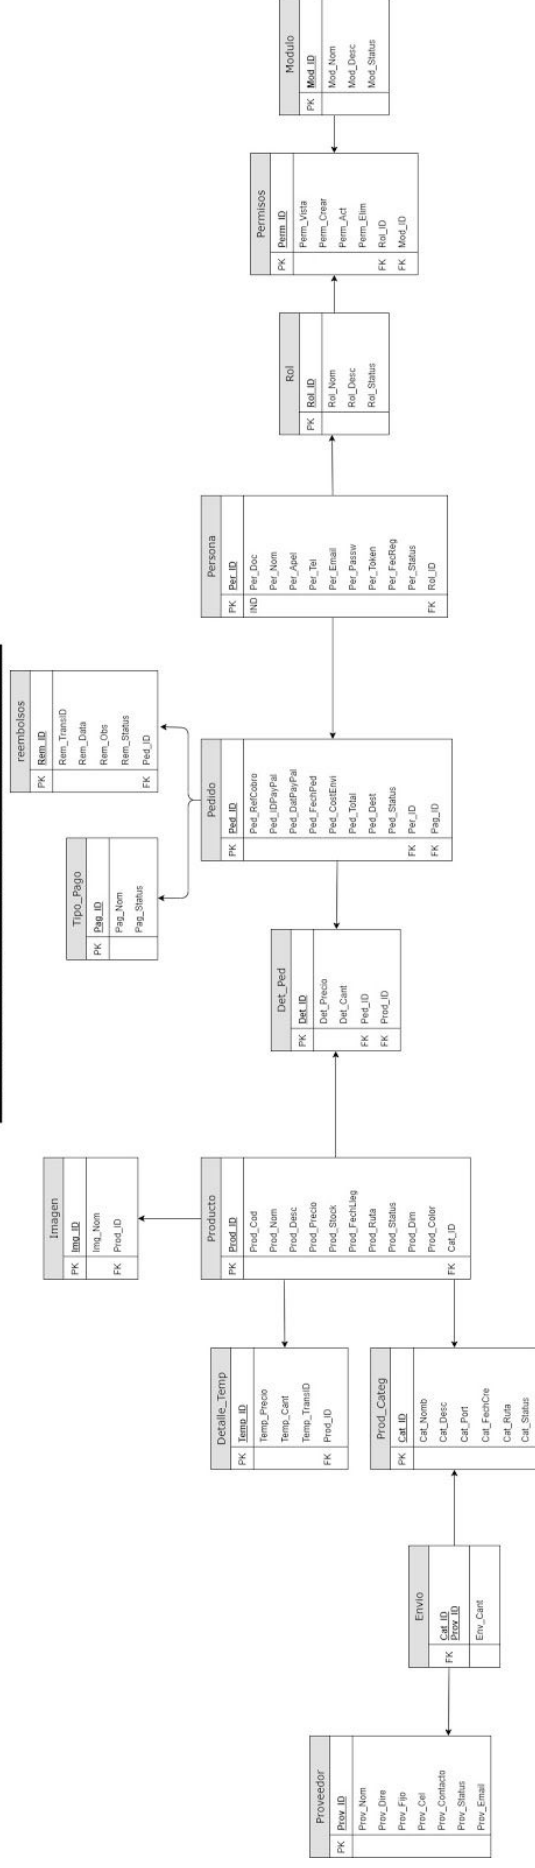 Proveedor
PK Prov_ID
Prov_Nom
Prov_Dire
Prov_Fijo
Prov_Cel
Prov_Contacto
Prov_Status
Prov_Email
Envio
FK Cat_ID
Prov_ID
Env_Cant
Detalle_Temp
PK Temp_ID
Temp_Precio
Temp_Cant
Temp_TransID
FK Prod_ID
Prod_Categ
PK Cat_ID
Cat_Nomb
Cat_Desc
Cat_Port
Cat_FechCre
Cat_Ruta
Cat_Status
Imagen
PK Img_ID
Img_Nom
FK Prod_ID
Producto
PK Prod_ID
Prod_Cod
Prod_Nom
Prod_Desc
Prod_Precio
Prod_Stock
Prod_FechLleg
Prod_Ruta
Prod_Status
Prod_Dim
Prod_Color
FK Cat_ID
Det_Ped
PK Det_ID
Det_Precio
Det_Cant
FK Ped_ID
FK Prod_ID
Tipo_Pago
PK Pag_ID
Pag_Nom
Pag_Status
reembolsos
PK Rem_ID
Rem_TransID
Rem_Data
Rem_Obs
Rem_Status
FK Ped_ID
Pedido
PK Ped_ID
Ped_RefCobro
Ped_IDPayPal
Ped_DatPayPal
Ped_FechPed
Ped_CostEnvi
Ped_Total
Ped_Dest
Ped_Status
FK Per_ID
FK Pag_ID
Persona
PK Per_ID
IND Per_Doc
Per_Nom
Per_Apel
Per_Tel
Per_Email
Per_Passw
Per_Token
Per_FecReg
Per_Status
FK Rol_ID
Rol
PK Rol_ID
Rol_Nom
Rol_Desc
Rol_Status
Permisos
PK Perm_ID
Perm_Vista
Perm_Crear
Perm_Act
Perm_Elim
FK Rol_ID
FK Mod_ID
Modulo
PK Mod_ID
Mod_Nom
Mod_Desc
Mod_Status